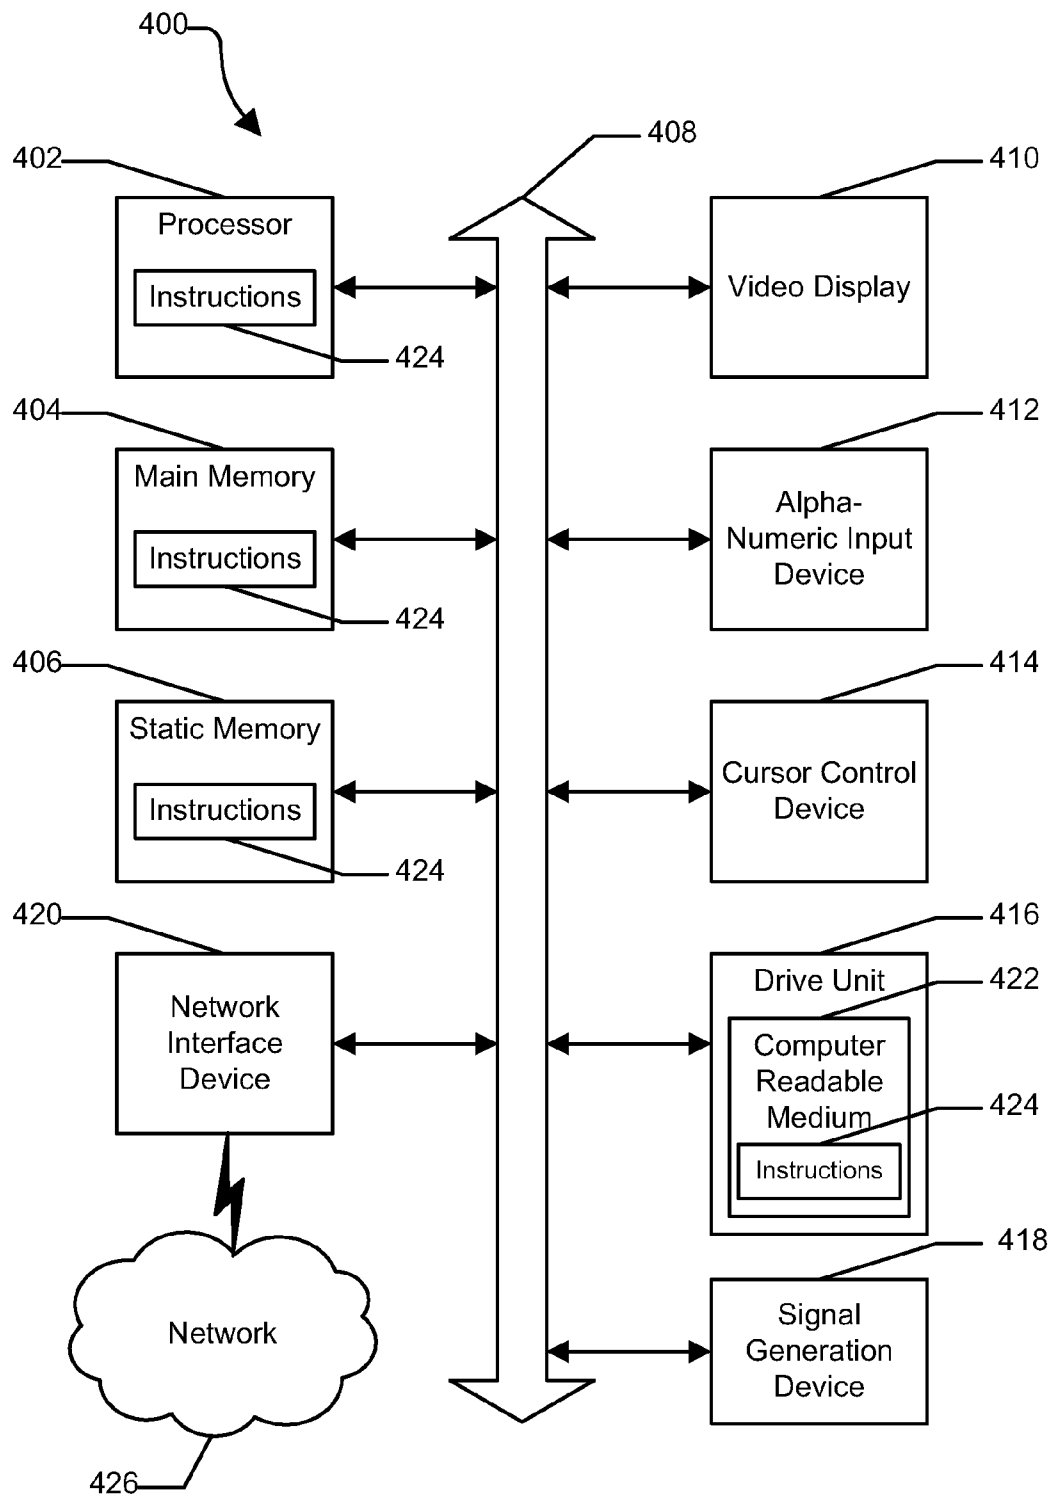 400
408
402
410
Processor
Instructions
424
Video Display
404
412
Main Memory
Instructions
424
Alpha-
Numeric Input
Device
406
414
Static Memory
Instructions
424
Cursor Control
Device
420
416
Network
Interface
Device
Drive Unit
422
Computer
Readable
Medium
424
Instructions
418
Network
Signal
Generation
Device
426